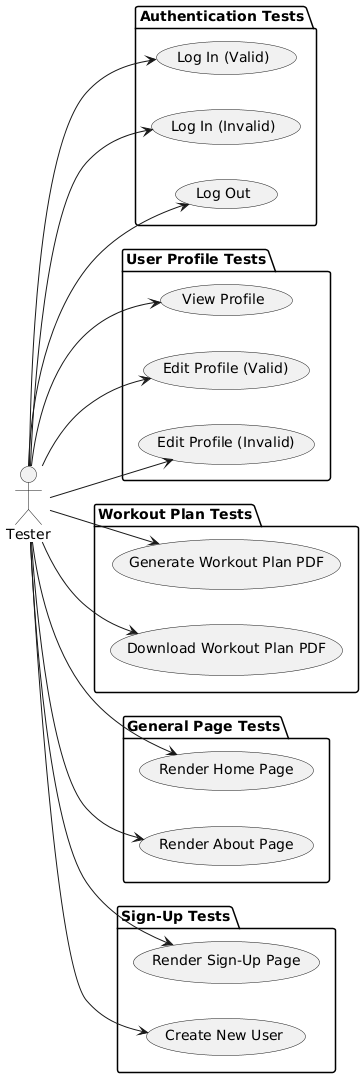 Authentication Tests
Log In (Valid)
Log In (Invalid)
Log Out
User Profile Tests
View Profile
Edit Profile (Valid)
Edit Profile (Invalid)
Tester
Workout Plan Tests
Generate Workout Plan PDF
Download Workout Plan PDF
General Page Tests
Render Home Page
Render About Page
Sign-Up Tests
Render Sign-Up Page
Create New User